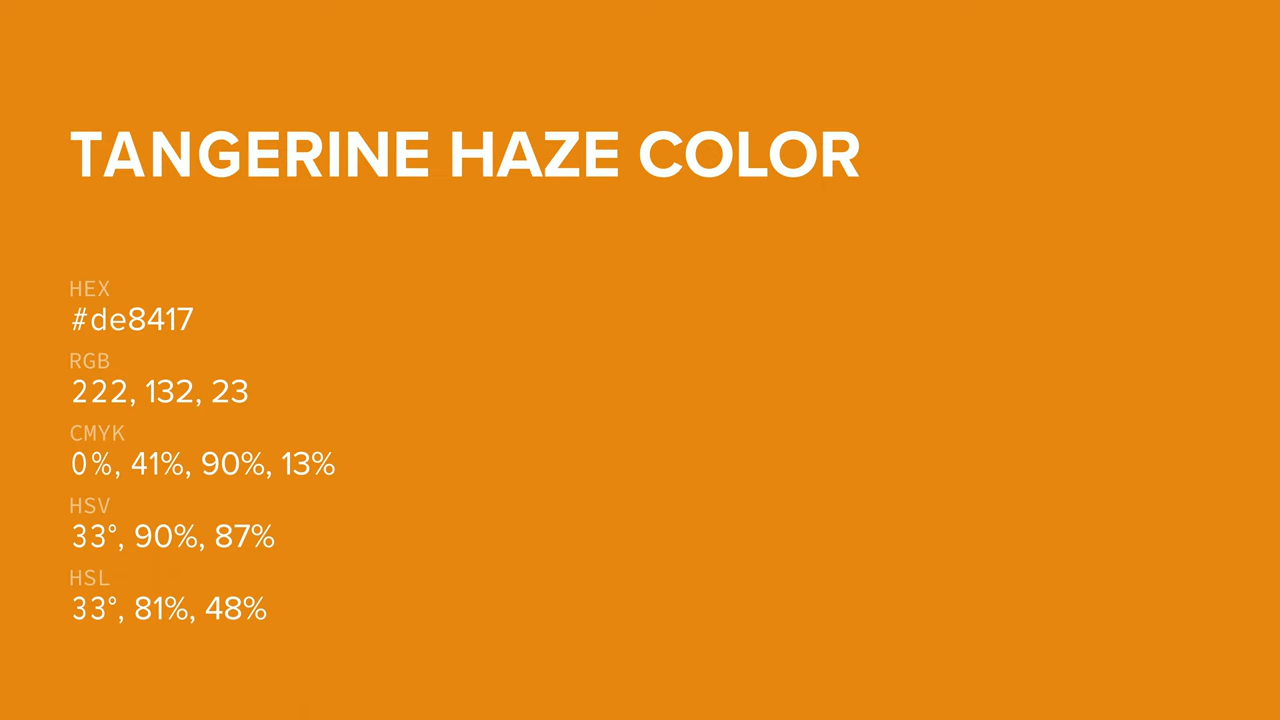 TANGERINE HAZE COLOR
HEX
#de8417
RGB
222, 132, 23
CMYK
0%, 41%, 90%, 13%
HSV
33°, 90%, 87%
HSL
33°, 81%, 48%